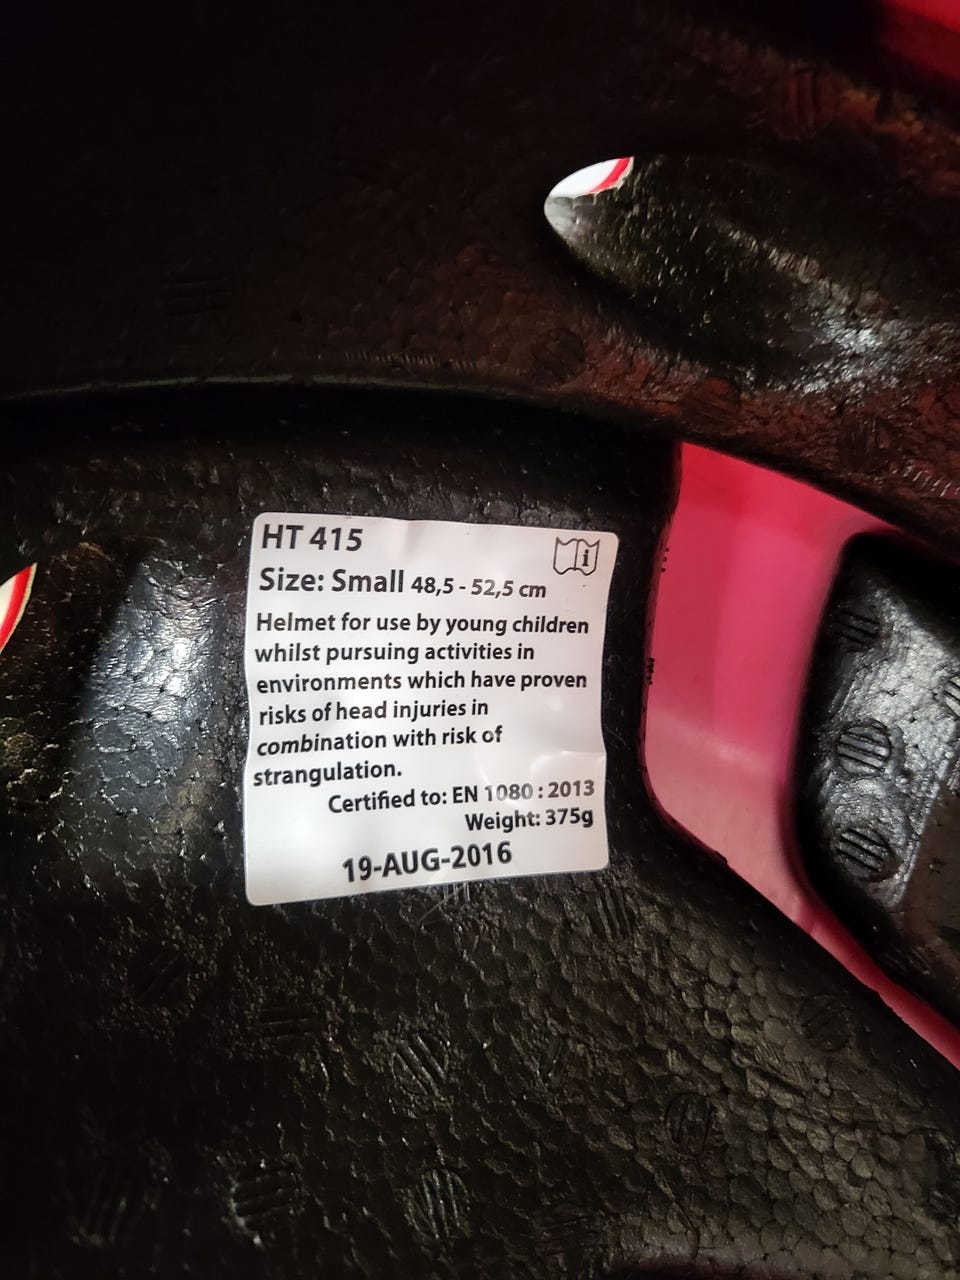 HT 415
i
Size: Small 48,5 - 52,5 cm
Helmet for use by young children
whilst pursuing activities in
environments which have proven
risks of head injuries in
combination with risk of
strangulation.
Certified to: EN 1080 : 2013
Weight: 375g
19-AUG-2016